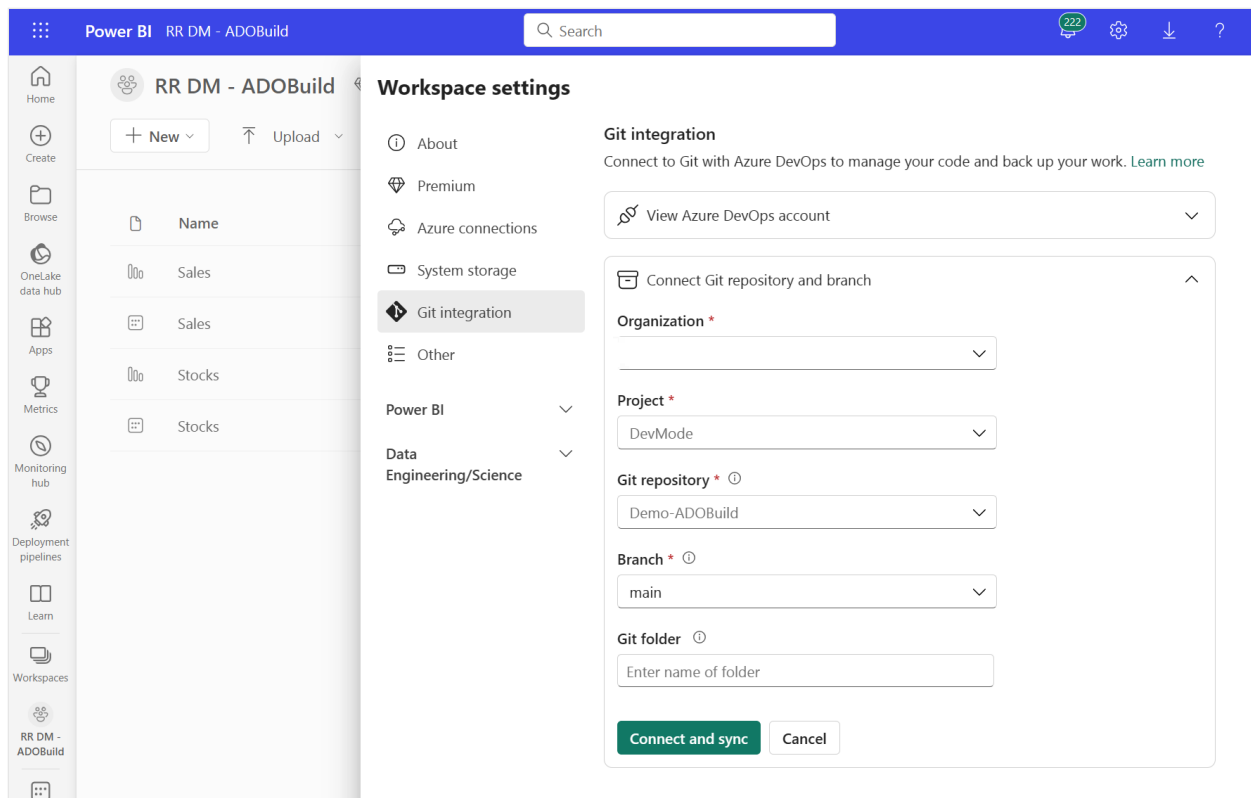 Power BI RR DM - ADOBuild
Search
222
?
Home
Create
Browse
OneLake
data hub
Apps
Metrics
Monitoring
hub
Deployment
pipelines
Learn
Workspaces
RR DM -
ADOBuild
RR DM - ADOBuild
New
Upload
Name
Sales
Sales
Stocks
Stocks
Workspace settings
About
Premium
Azure connections
System storage
Git integration
Other
Power BI
Data
Engineering/Science
Git integration
Connect to Git with Azure DevOps to manage your code and back up your work. Learn more
View Azure DevOps account
Connect Git repository and branch
Organization *
Project *
DevMode
Git repository *
Demo-ADOBuild
Branch *
main
Git folder
Enter name of folder
Connect and sync
Cancel